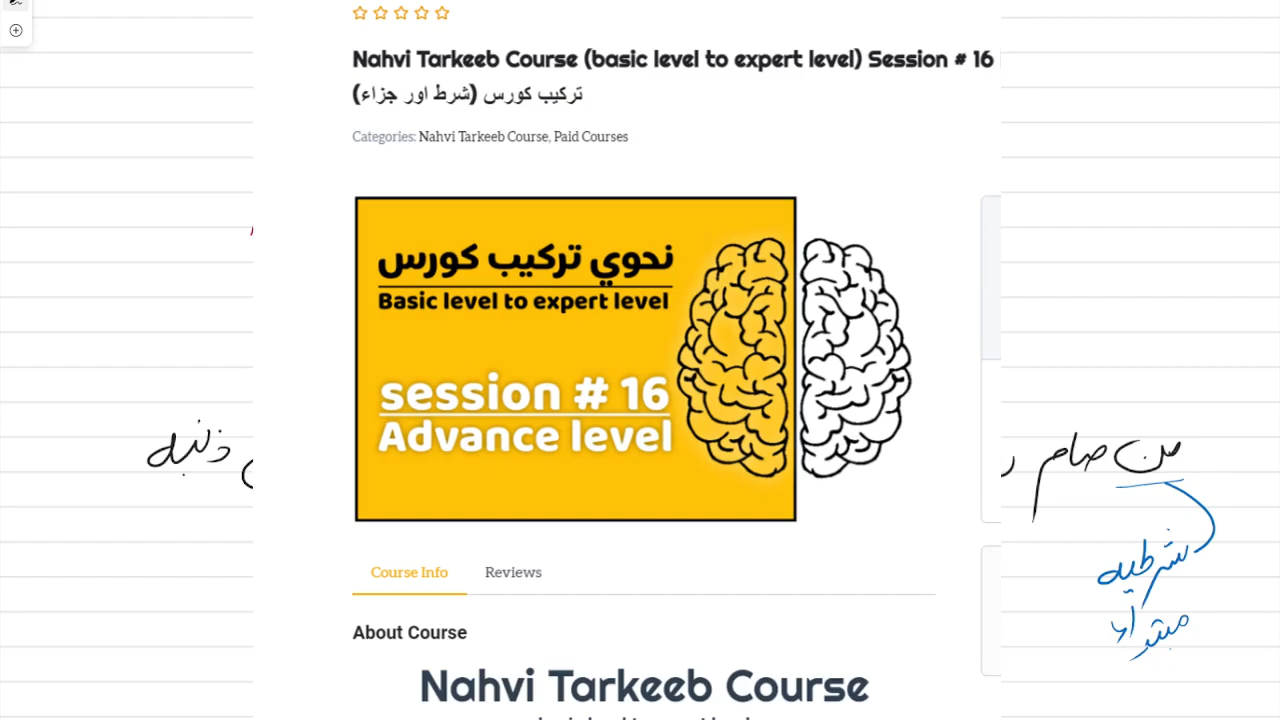 Nahvi Tarkeeb Course (basic level to expert level) Session # 16
ترکیب کورس (شرط اور جزاء)
Categories: Nahvi Tarkeeb Course, Paid Courses
نحوي تركيب كورس
Basic level to expert level
session # 16
Advance level
من صام
ذنبه
شرطیہ
مبتدا
Course Info
Reviews
About Course
Nahvi Tarkeeb Course